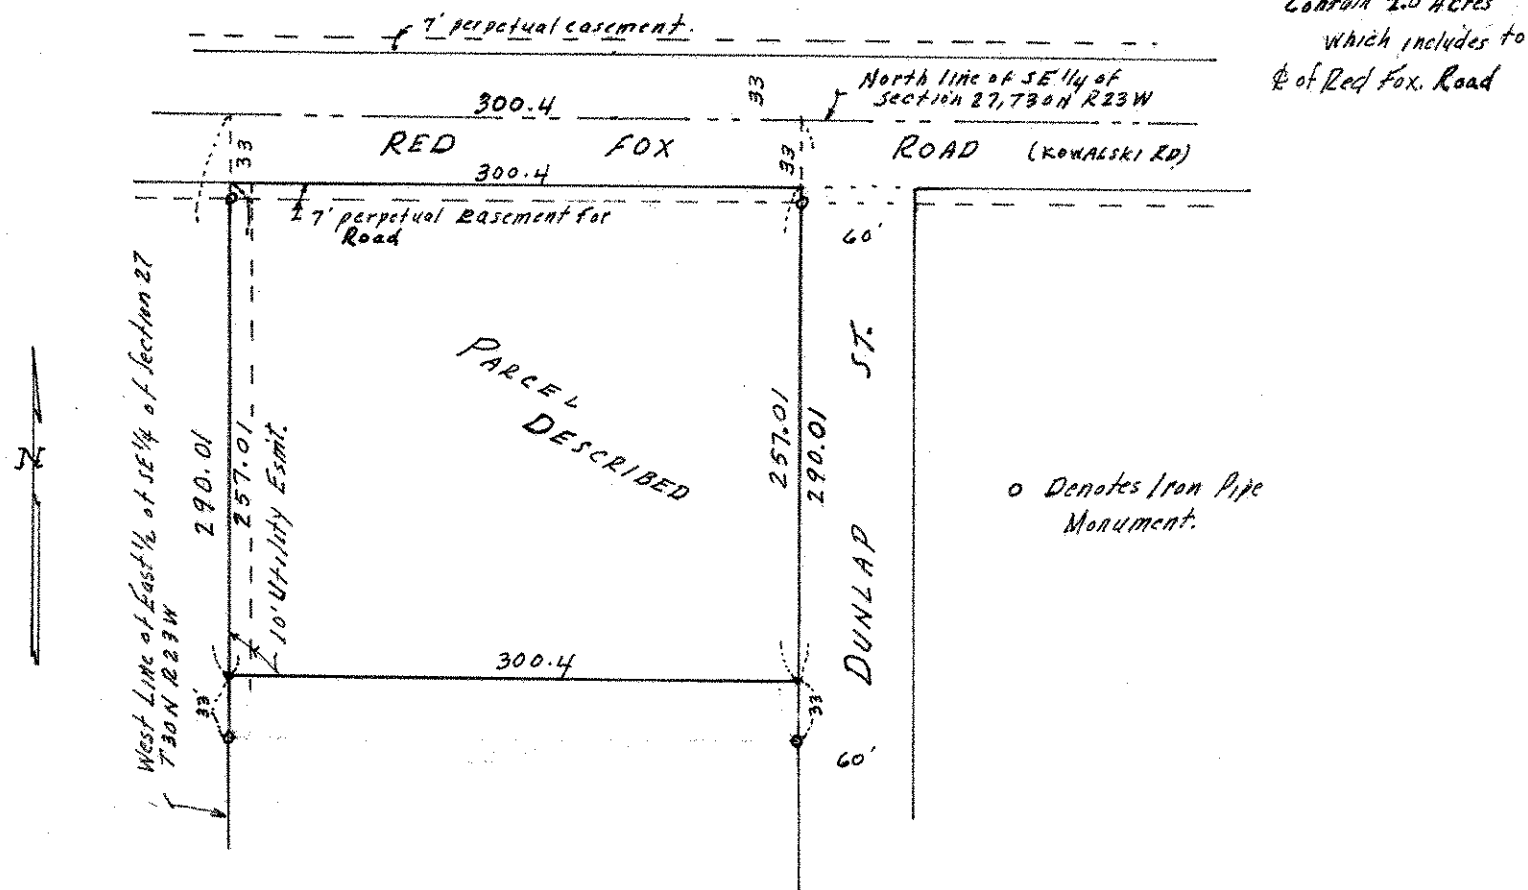 Contain 2.0 Acres
which includes to
℄ of Red Fox. Road
7' perpetual easement.
North line of SE 1/4 of
section 27, T30N R23W
33
300.4
33
RED FOX ROAD (KOWALSKI RD)
33
300.4
7' perpetual Easement for
Road
60'
West Line of East 1/2 of SE 1/4 of Section 27
T30N R23W
290.01
257.01
10' Utility Esmt.
PARCEL
DESCRIBED
257.01
290.01
DUNLAP ST.
N
o Denotes Iron Pipe
Monument.
300.4
33'
33'
60'